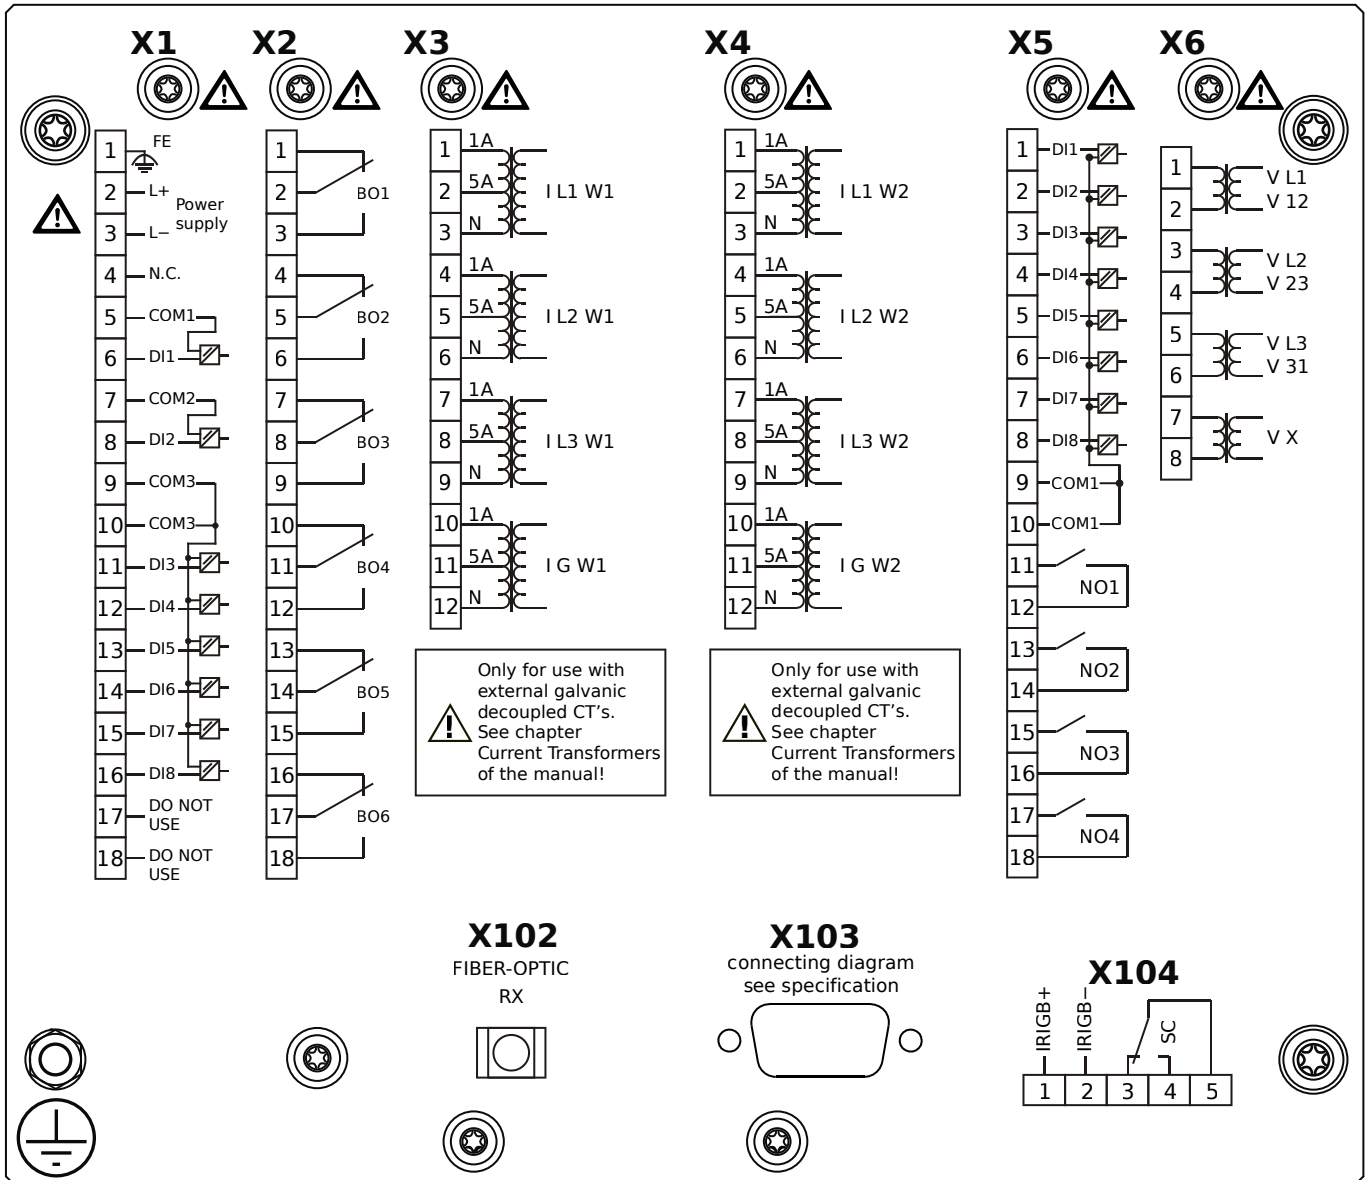 X1
X2
X3
X4
X5
X6
1
FE
2
L+
Power
supply
3
L−
4
N.C.
5
COM1
6
DI1
7
COM2
8
DI2
9
COM3
10
COM3
11
DI3
12
DI4
13
DI5
14
DI6
15
DI7
16
DI8
17
DO NOT
USE
18
DO NOT
USE
1
2
BO1
3
4
5
BO2
6
7
8
BO3
9
10
11
BO4
12
13
14
BO5
15
16
17
BO6
18
1
1A
2
5A
I L1 W1
3
N
4
1A
5
5A
I L2 W1
6
N
7
1A
8
5A
I L3 W1
9
N
10
1A
11
5A
I G W1
12
N
Only for use with
external galvanic
decoupled CT's.
See chapter
Current Transformers
of the manual!
1
1A
2
5A
I L1 W2
3
N
4
1A
5
5A
I L2 W2
6
N
7
1A
8
5A
I L3 W2
9
N
10
1A
11
5A
I G W2
12
N
Only for use with
external galvanic
decoupled CT's.
See chapter
Current Transformers
of the manual!
1
DI1
2
DI2
3
DI3
4
DI4
5
DI5
6
DI6
7
DI7
8
DI8
9
COM1
10
COM1
11
NO1
12
13
NO2
14
15
NO3
16
17
NO4
18
1
V L1
2
V 12
3
V L2
4
V 23
5
V L3
6
V 31
7
V X
8
X102
FIBER-OPTIC
RX
X103
connecting diagram
see specification
X104
IRIGB+
IRIGB−
SC
1 2 3 4 5